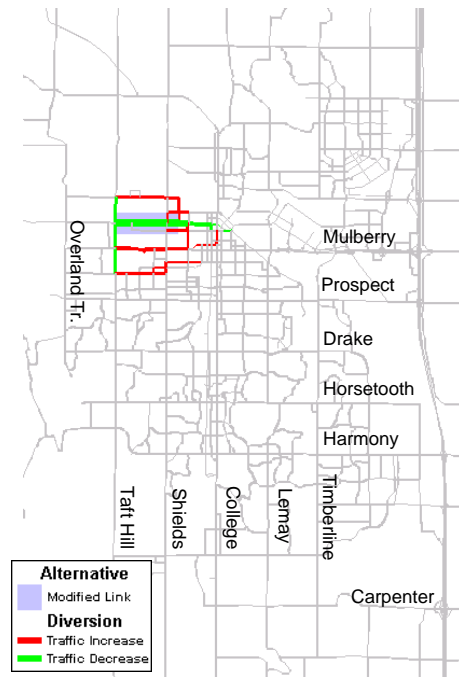 Overland Tr.
Mulberry
Prospect
Drake
Horsetooth
Harmony
Taft Hill
Shields
College
Lemay
Timberline
Carpenter
Alternative
Modified Link
Diversion
Traffic Increase
Traffic Decrease